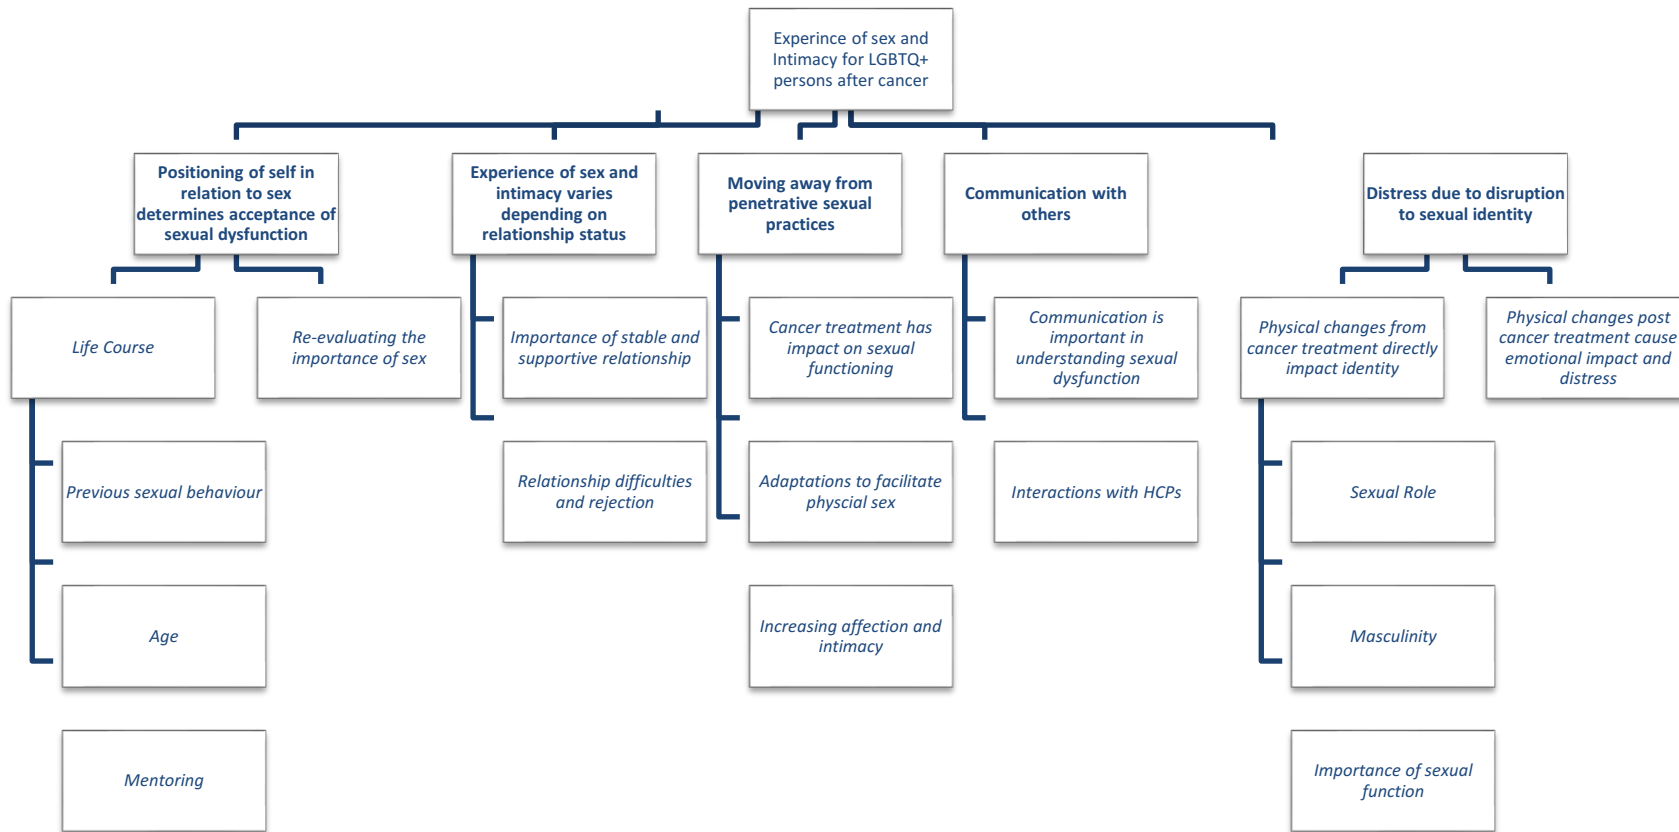 Experince of sex and
Intimacy for LGBTQ+
persons after cancer
Positioning of self in
relation to sex
determines acceptance of
sexual dysfunction
Experience of sex and
intimacy varies
depending on
relationship status
Moving away from
penetrative sexual
practices
Communication with
others
Distress due to disruption
to sexual identity
Life Course
Re-evaluating the
importance of sex
Importance of stable and
supportive relationship
Cancer treatment has
impact on sexual
functioning
Communication is
important in
understanding sexual
dysfunction
Physical changes from
cancer treatment directly
impact identity
Physical changes post
cancer treatment cause
emotional impact and
distress
Previous sexual behaviour
Relationship difficulties
and rejection
Adaptations to facilitate
physcial sex
Interactions with HCPs
Sexual Role
Age
Increasing affection and
intimacy
Masculinity
Mentoring
Importance of sexual
function